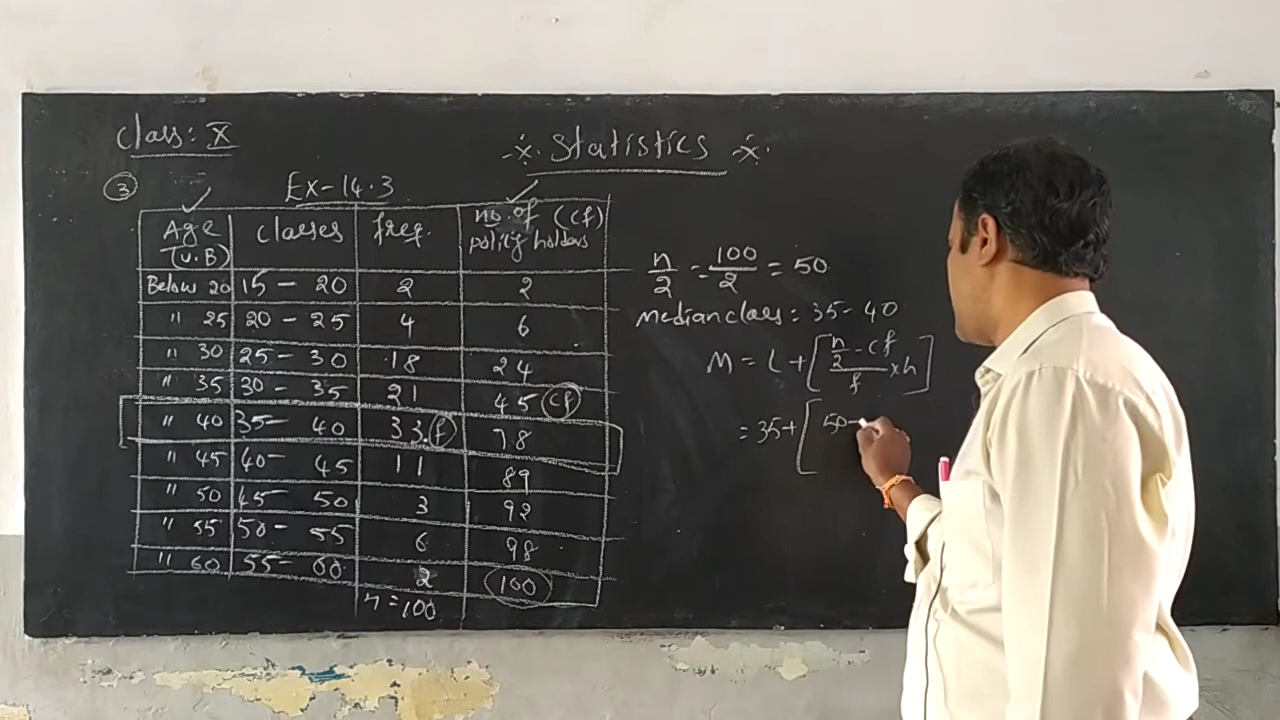 Class: X
·x· Statistics ·x·
③ Ex-14.3
Age (U.B) classes freq. no. of (cf) policy holders
Below 20 15 - 20 2 2
" 25 20 - 25 4 6
" 30 25 - 30 18 24
" 35 30 - 35 21 45 cf
" 40 35 - 40 33 f 78
" 45 40 - 45 11 89
" 50 45 - 50 3 92
" 55 50 - 55 6 98
" 60 55 - 60 2 100
n = 100
n/2 = 100/2 = 50
Median class: 35 - 40
M = l + [(n/2 - cf)/f × h]
= 35 + [50 -